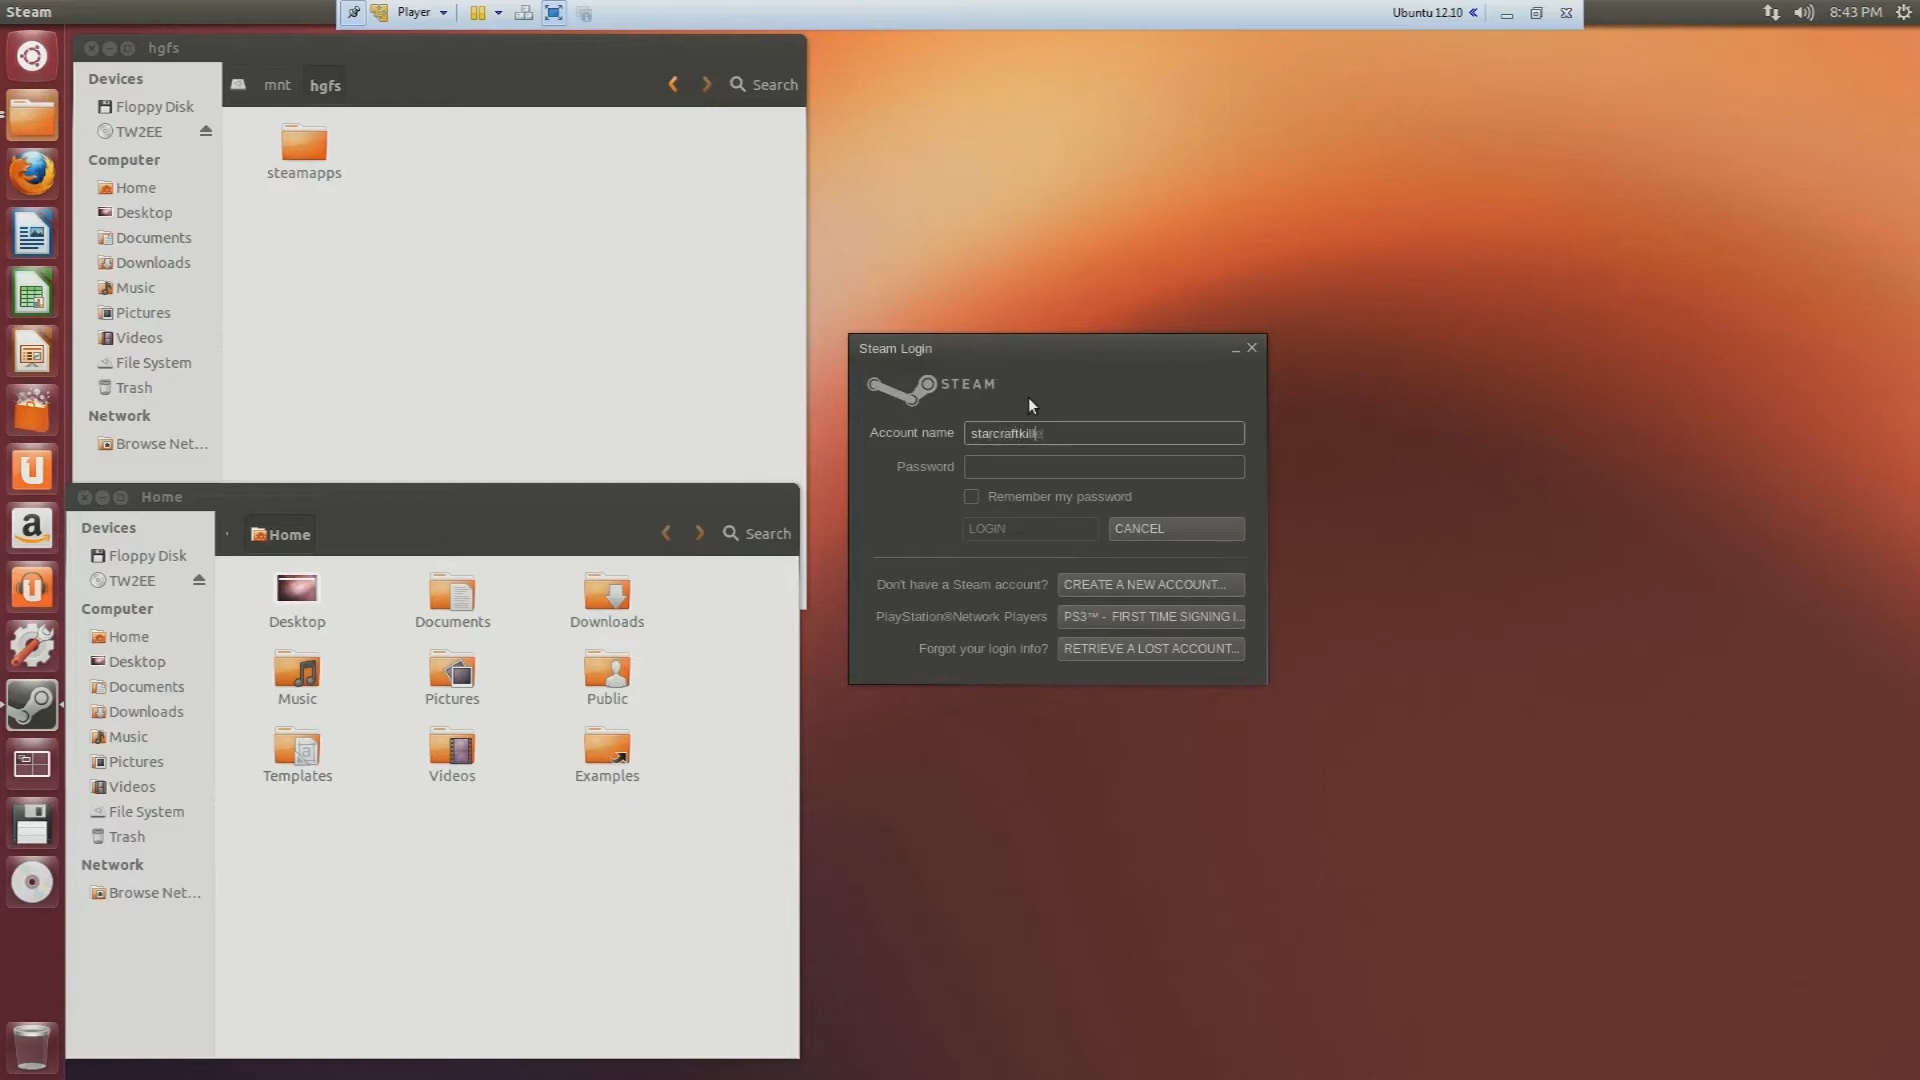 Steam
Player
Ubuntu 12.10
8:43 PM
hgfs
Devices
Floppy Disk
TW2EE
Computer
Home
Desktop
Documents
Downloads
Music
Pictures
Videos
File System
Trash
Network
Browse Net...
mnt
hgfs
Search
steamapps
Home
Devices
Floppy Disk
TW2EE
Computer
Home
Desktop
Documents
Downloads
Music
Pictures
Videos
File System
Trash
Network
Browse Net...
Home
Search
Desktop
Documents
Downloads
Music
Pictures
Public
Templates
Videos
Examples
Steam Login
STEAM
Account name
Password
Remember my password
LOGIN
CANCEL
Don't have a Steam account?
CREATE A NEW ACCOUNT...
PlayStation®Network Players
PS3™ - FIRST TIME SIGNING I...
Forgot your login info?
RETRIEVE A LOST ACCOUNT...